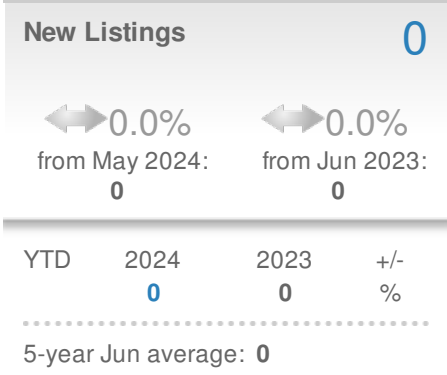 New Listings 0
0.0% 0.0%
from May 2024: from Jun 2023:
0 0
YTD 2024 2023 +/-
0 0 %
5-year Jun average: 0